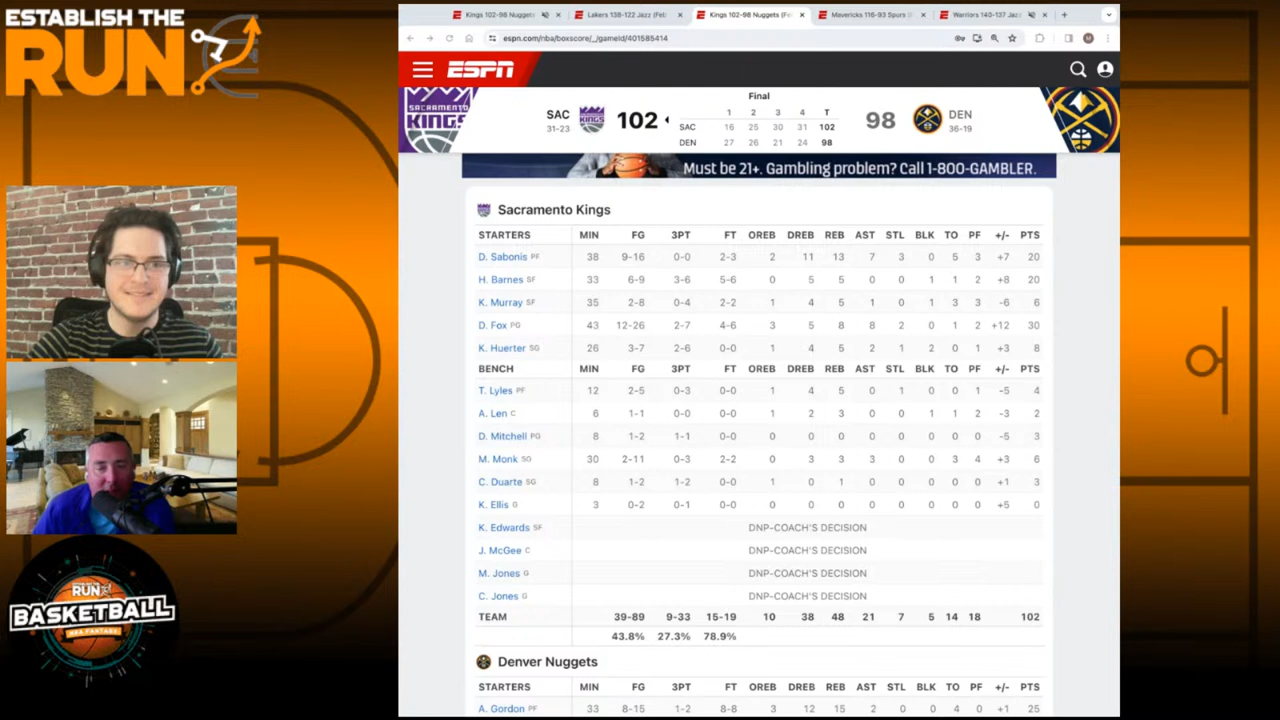 ESTABLISH THE
RUN
Kings 102-98 Nuggets
Lakers 138-122 Jazz (Feb
Kings 102-98 Nuggets (Fe
Mavericks 116-93 Spurs
Warriors 140-137 Jazz
espn.com/nba/boxscore/_/gameId/401585414
ESPN
SACRAMENTO
KINGS
SAC
31-23
KINGS
102
Final
1 2 3 4 T
SAC 16 25 30 31 102
DEN 27 26 21 24 98
98
DEN
36-19
Must be 21+. Gambling problem? Call 1-800-GAMBLER.
Sacramento Kings
STARTERS MIN FG 3PT FT OREB DREB REB AST STL BLK TO PF +/- PTS
D. Sabonis PF 38 9-16 0-0 2-3 2 11 13 7 3 0 5 3 +7 20
H. Barnes SF 33 6-9 3-6 5-6 0 5 5 0 0 1 1 2 +8 20
K. Murray SF 35 2-8 0-4 2-2 1 4 5 1 0 1 3 3 -6 6
D. Fox PG 43 12-26 2-7 4-6 3 5 8 8 2 0 1 2 +12 30
K. Huerter SG 26 3-7 2-6 0-0 1 4 5 2 1 2 0 1 +3 8
BENCH MIN FG 3PT FT OREB DREB REB AST STL BLK TO PF +/- PTS
T. Lyles PF 12 2-5 0-3 0-0 1 4 5 0 1 0 0 1 -5 4
A. Len C 6 1-1 0-0 0-0 1 2 3 0 0 1 1 2 -3 2
D. Mitchell PG 8 1-2 1-1 0-0 0 0 0 0 0 0 0 0 -5 3
M. Monk SG 30 2-11 0-3 2-2 0 3 3 3 0 0 3 4 +3 6
C. Duarte SG 8 1-2 1-2 0-0 1 0 1 0 0 0 0 0 +1 3
K. Ellis G 3 0-2 0-1 0-0 0 0 0 0 0 0 0 0 +5 0
K. Edwards SF DNP-COACH'S DECISION
J. McGee C DNP-COACH'S DECISION
M. Jones G DNP-COACH'S DECISION
C. Jones G DNP-COACH'S DECISION
TEAM 39-89 9-33 15-19 10 38 48 21 7 5 14 18 102
43.8% 27.3% 78.9%
Denver Nuggets
STARTERS MIN FG 3PT FT OREB DREB REB AST STL BLK TO PF +/- PTS
A. Gordon PF 33 8-15 1-2 8-8 3 12 15 2 0 0 4 0 +1 25
ESTABLISH THE
RUN
BASKETBALL
NBA FANTASY